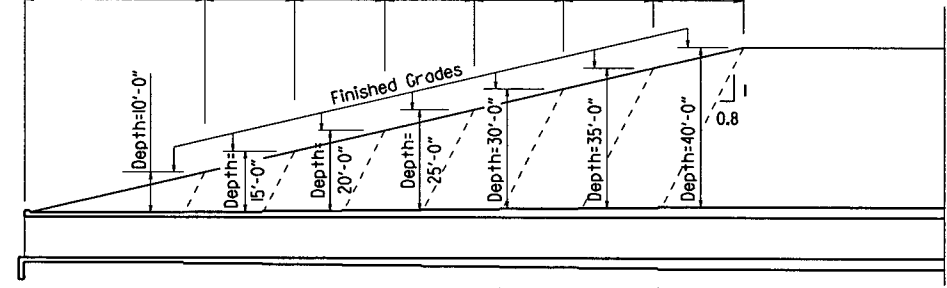 Finished Grades
Depth=10'-0"
Depth=
15'-0"
Depth=
20'-0"
Depth=
25'-0"
Depth=30'-0"
Depth=35'-0"
Depth=40'-0"
1
0.8